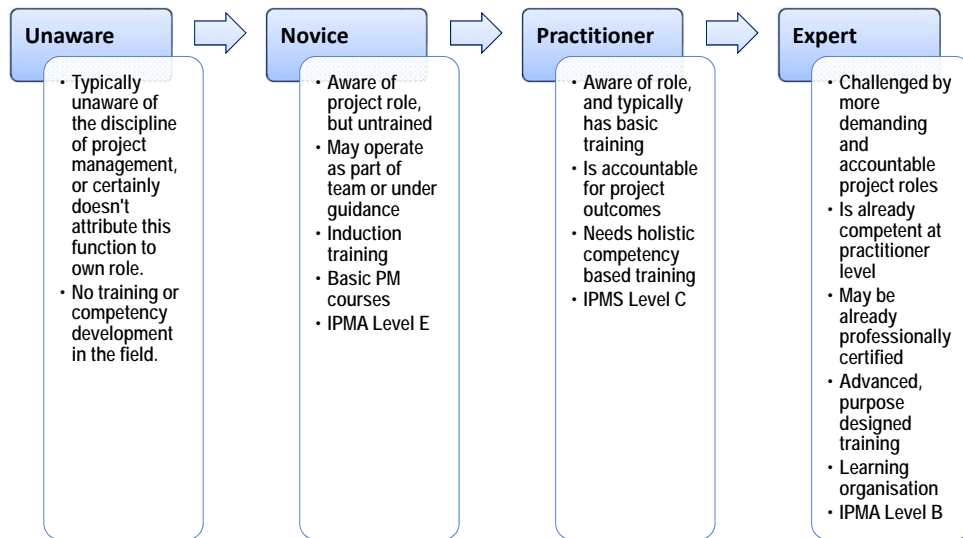 Unaware
• Typically
unaware of
the discipline
of project
management,
or certainly
doesn't
attribute this
function to
own role.
• No training or
competency
development
in the field.
Novice
• Aware of
project role,
but untrained
• May operate
as part of
team or under
guidance
• Induction
training
• Basic PM
courses
• IPMA Level E
Practitioner
• Aware of role,
and typically
has basic
training
• Is accountable
for project
outcomes
• Needs holistic
competency
based training
• IPMS Level C
Expert
• Challenged by
more
demanding
and
accountable
project roles
• Is already
competent at
practitioner
level
• May be
already
professionally
certified
• Advanced,
purpose
designed
training
• Learning
organisation
• IPMA Level B